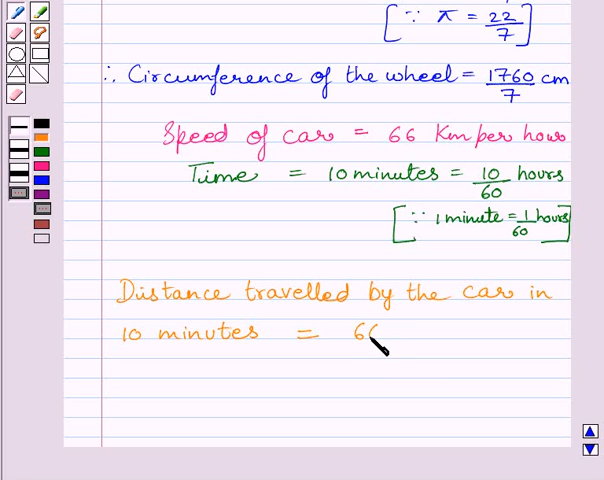 [∵ π = 22/7]
∴ Circumference of the wheel = 1760/7 cm
Speed of car = 66 Km per hour
Time = 10 minutes = 10/60 hours
[∵ 1 minute = 1/60 hours]
Distance travelled by the car in
10 minutes = 66